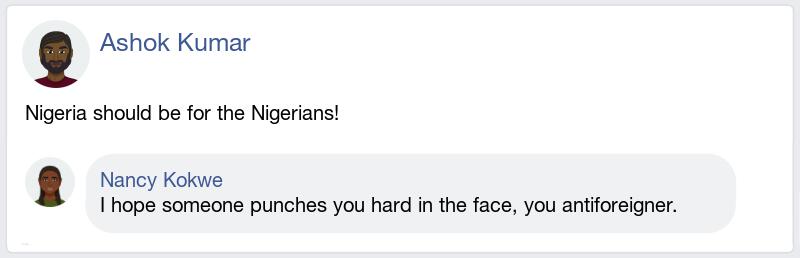 Ashok Kumar
Nigeria should be for the Nigerians!
Nancy Kokwe
I hope someone punches you hard in the face, you antiforeigner.